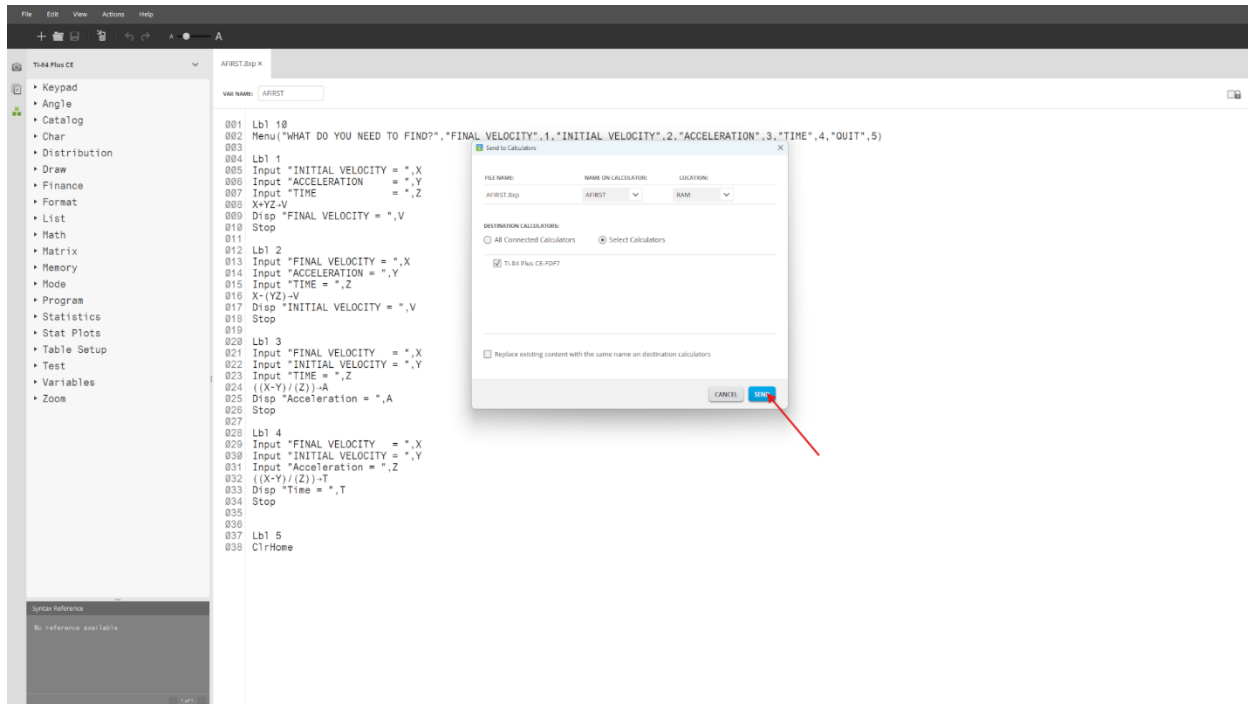 File Edit View Actions Help
A A
TI-84 Plus CE
AFIRST.8xp ×
Keypad
Angle
Catalog
Char
Distribution
Draw
Finance
Format
List
Math
Matrix
Memory
Mode
Program
Statistics
Stat Plots
Table Setup
Test
Variables
Zoom
Syntax Reference
No reference available
1 of 1
VAR NAME: AFIRST
001 Lbl 10
002 Menu("WHAT DO YOU NEED TO FIND?","FINAL VELOCITY",1,"INITIAL VELOCITY",2,"ACCELERATION",3,"TIME",4,"QUIT",5)
003
004 Lbl 1
005 Input "INITIAL VELOCITY = ",X
006 Input "ACCELERATION     = ",Y
007 Input "TIME             = ",Z
008 X+YZ→V
009 Disp "FINAL VELOCITY = ",V
010 Stop
011
012 Lbl 2
013 Input "FINAL VELOCITY = ",X
014 Input "ACCELERATION = ",Y
015 Input "TIME = ",Z
016 X-(YZ)→V
017 Disp "INITIAL VELOCITY = ",V
018 Stop
019
020 Lbl 3
021 Input "FINAL VELOCITY   = ",X
022 Input "INITIAL VELOCITY = ",Y
023 Input "TIME = ",Z
024 ((X-Y)/(Z))→A
025 Disp "Acceleration = ",A
026 Stop
027
028 Lbl 4
029 Input "FINAL VELOCITY   = ",X
030 Input "INITIAL VELOCITY = ",Y
031 Input "Acceleration = ",Z
032 ((X-Y)/(Z))→T
033 Disp "Time = ",T
034 Stop
035
036
037 Lbl 5
038 ClrHome
Send to Calculators ×
FILE NAME: NAME ON CALCULATOR: LOCATION:
AFIRST.8xp AFIRST RAM
DESTINATION CALCULATORS:
All Connected Calculators Select Calculators
TI-84 Plus CE-FDF7
Replace existing content with the same name on destination calculators
CANCEL SEND